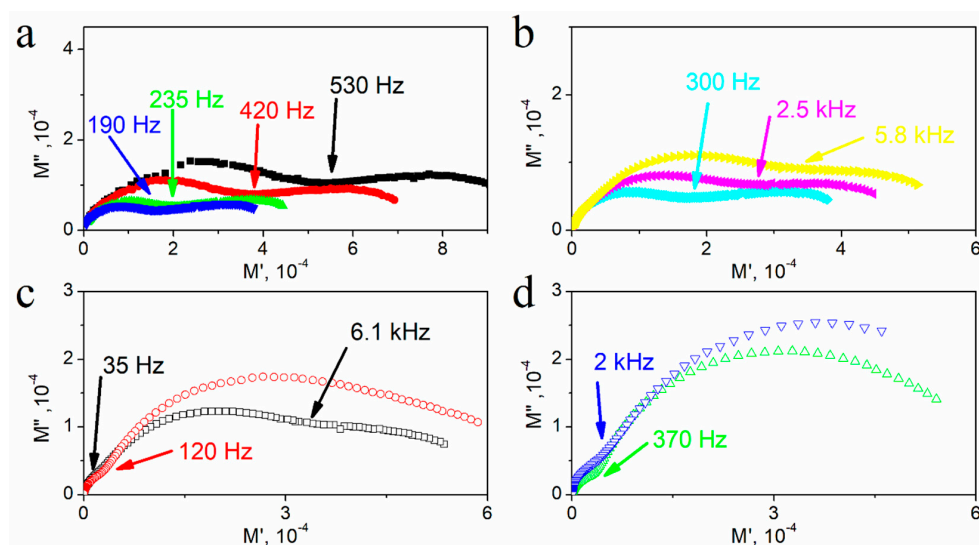 a
M", 10⁻⁴
4
2
0
190 Hz
235 Hz
420 Hz
530 Hz
0 2 4 6 8
M', 10⁻⁴
b
M", 10⁻⁴
2
0
300 Hz
2.5 kHz
5.8 kHz
0 2 4 6
M', 10⁻⁴
c
M", 10⁻⁴
3
2
1
0
35 Hz
6.1 kHz
120 Hz
0 3 6
M', 10⁻⁴
d
M", 10⁻⁴
3
2
1
0
2 kHz
370 Hz
0 3 6
M', 10⁻⁴